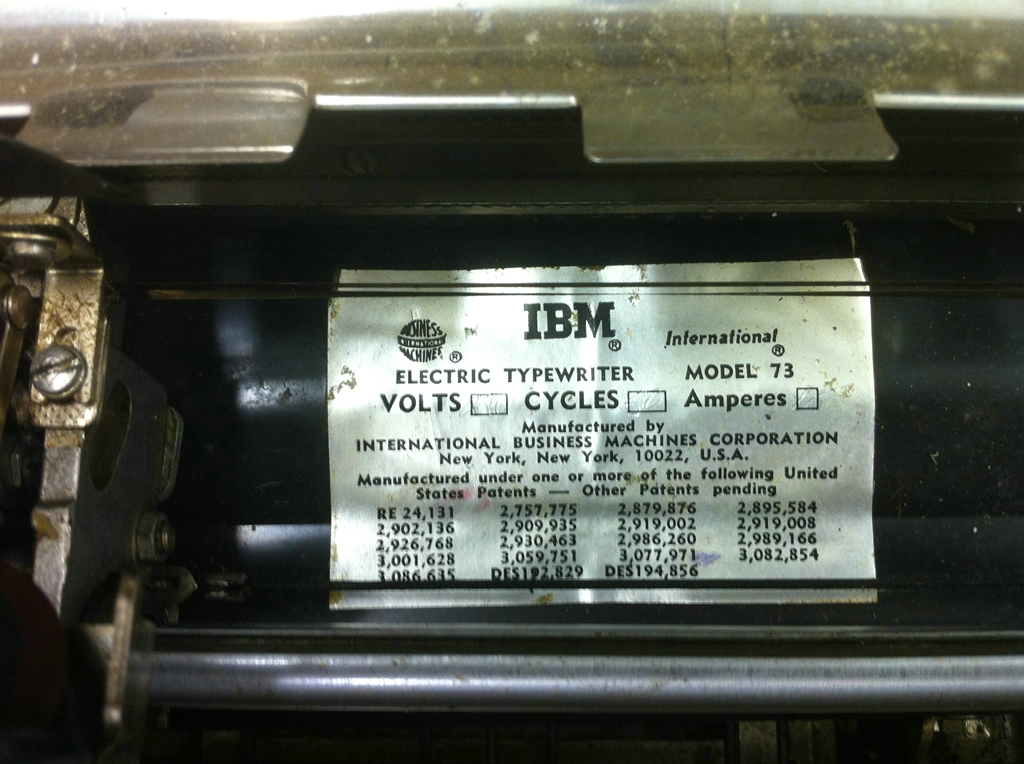 IBM ®
BUSINESS INTERNATIONAL MACHINES ® International ®
ELECTRIC TYPEWRITER MODEL 73
VOLTS CYCLES Amperes
Manufactured by
INTERNATIONAL BUSINESS MACHINES CORPORATION
New York, New York, 10022, U.S.A.
Manufactured under one or more of the following United
States Patents — Other Patents pending
RE 24,131 2,757,775 2,879,876 2,895,584
2,902,136 2,909,935 2,919,002 2,919,008
2,926,768 2,930,463 2,986,260 2,989,166
3,001,628 3,059,751 3,077,971 3,082,854
3,086,635 DES192,829 DES194,856